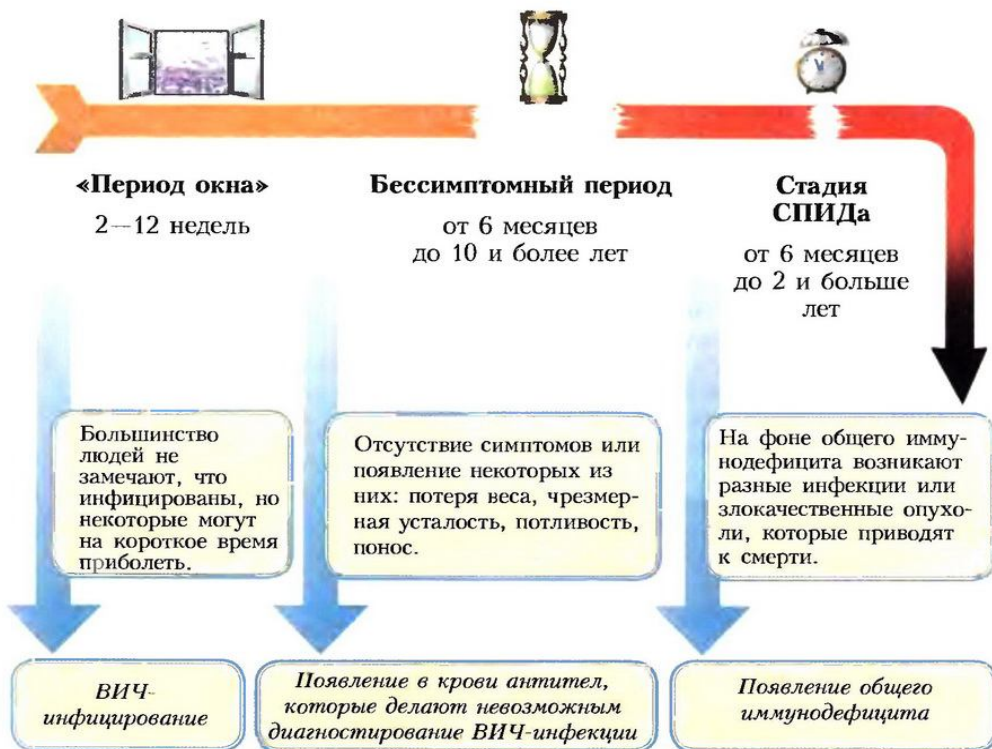 «Период окна»
2—12 недель
Бессимптомный период
от 6 месяцев
до 10 и более лет
Стадия
СПИДа
от 6 месяцев
до 2 и больше
лет
Большинство
людей не
замечают, что
инфицированы, но
некоторые могут
на короткое время
приболеть.
Отсутствие симптомов или
появление некоторых из
них: потеря веса, чрезмер-
ная усталость, потливость,
понос.
На фоне общего имму-
нодефицита возникают
разные инфекции или
злокачественные опухо-
ли, которые приводят
к смерти.
ВИЧ-
инфицирование
Появление в крови антител,
которые делают невозможным
диагностирование ВИЧ-инфекции
Появление общего
иммунодефицита